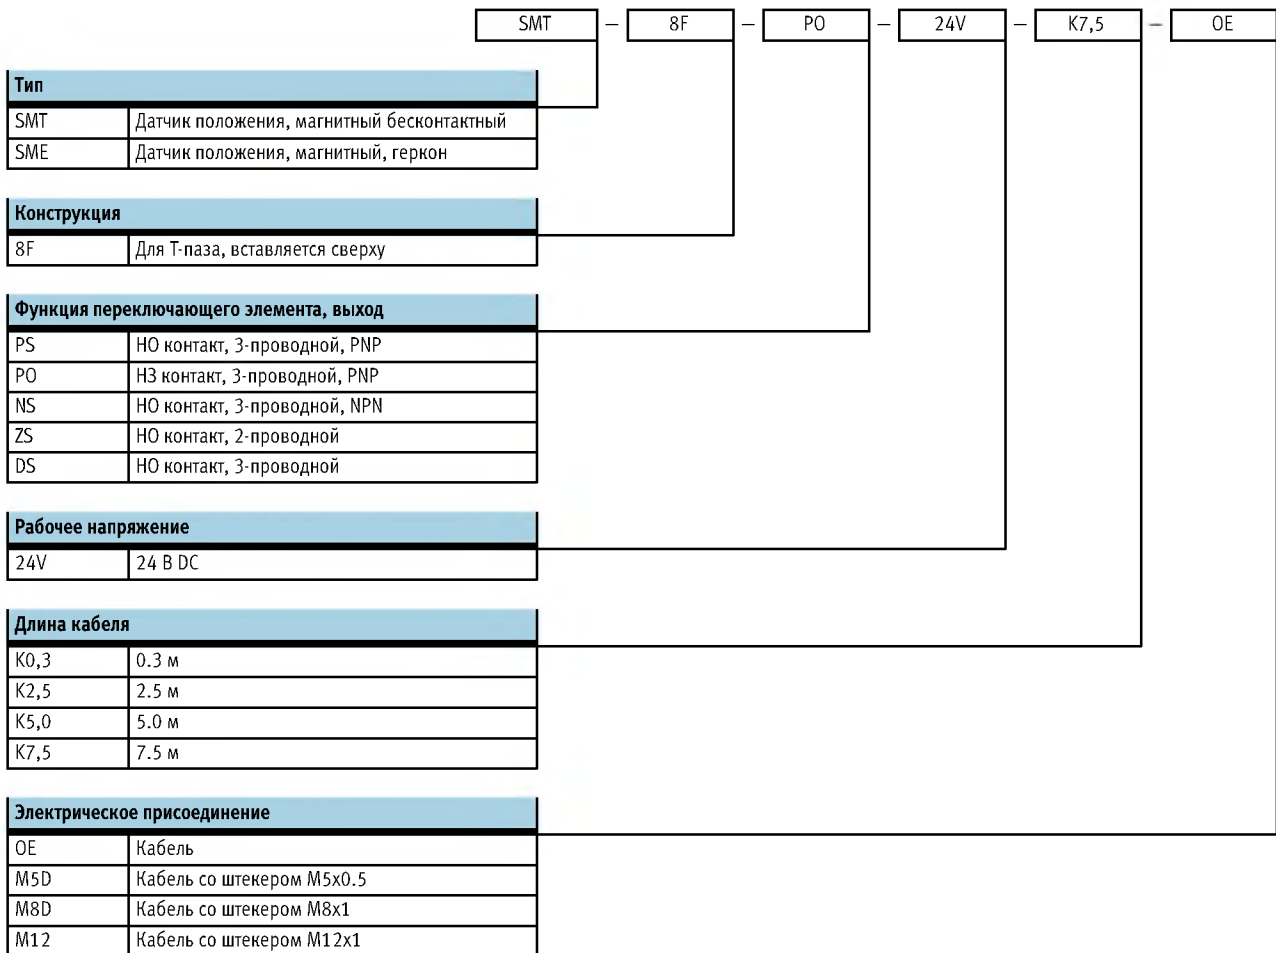 SMT – 8F – PO – 24V – K7,5 – OE
Тип
SMT Датчик положения, магнитный бесконтактный
SME Датчик положения, магнитный, геркон
Конструкция
8F Для Т-паза, вставляется сверху
Функция переключающего элемента, выход
PS НО контакт, 3-проводной, PNP
PO НЗ контакт, 3-проводной, PNP
NS НО контакт, 3-проводной, NPN
ZS НО контакт, 2-проводной
DS НО контакт, 3-проводной
Рабочее напряжение
24V 24 В DC
Длина кабеля
K0,3 0.3 м
K2,5 2.5 м
K5,0 5.0 м
K7,5 7.5 м
Электрическое присоединение
OE Кабель
M5D Кабель со штекером M5x0.5
M8D Кабель со штекером M8x1
M12 Кабель со штекером M12x1